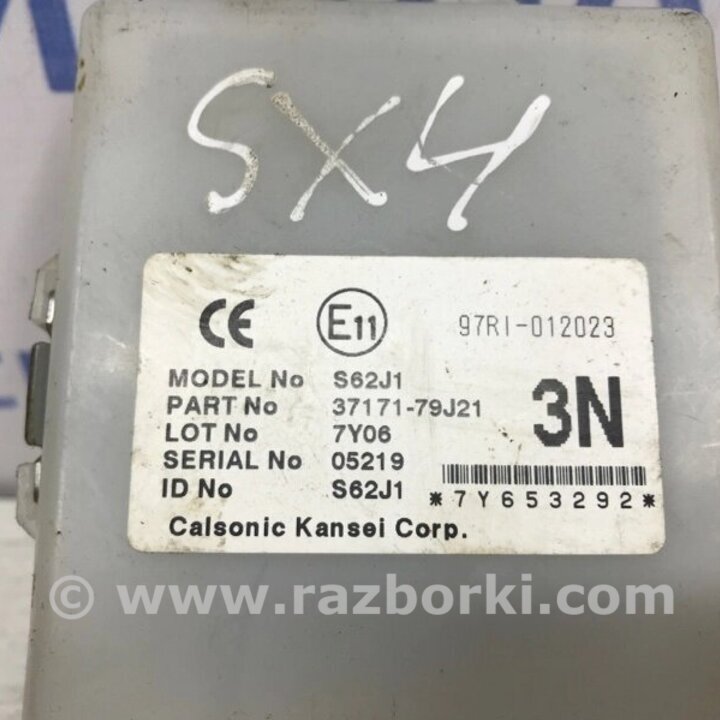 SX4
CE E11 97RI-012023
MODEL No S62J1
PART No 37171-79J21
LOT No 7Y06
SERIAL No 05219
ID No S62J1
3N
*7Y653292*
Calsonic Kansei Corp.
© www.razborki.com